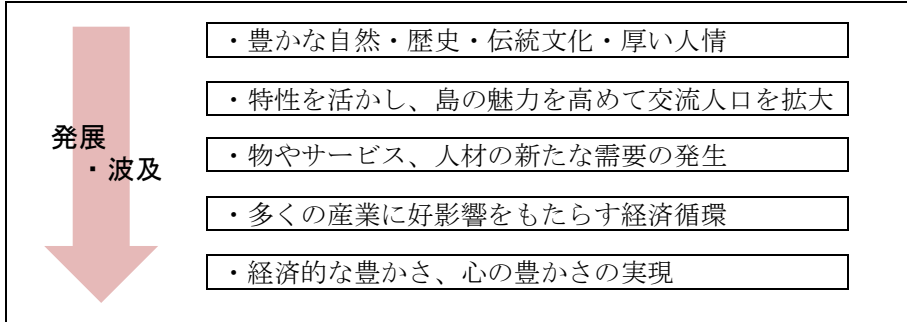 ・豊かな自然・歴史・伝統文化・厚い人情
・特性を活かし、島の魅力を高めて交流人口を拡大
発展
・波及
・物やサービス、人材の新たな需要の発生
・多くの産業に好影響をもたらす経済循環
・経済的な豊かさ、心の豊かさの実現